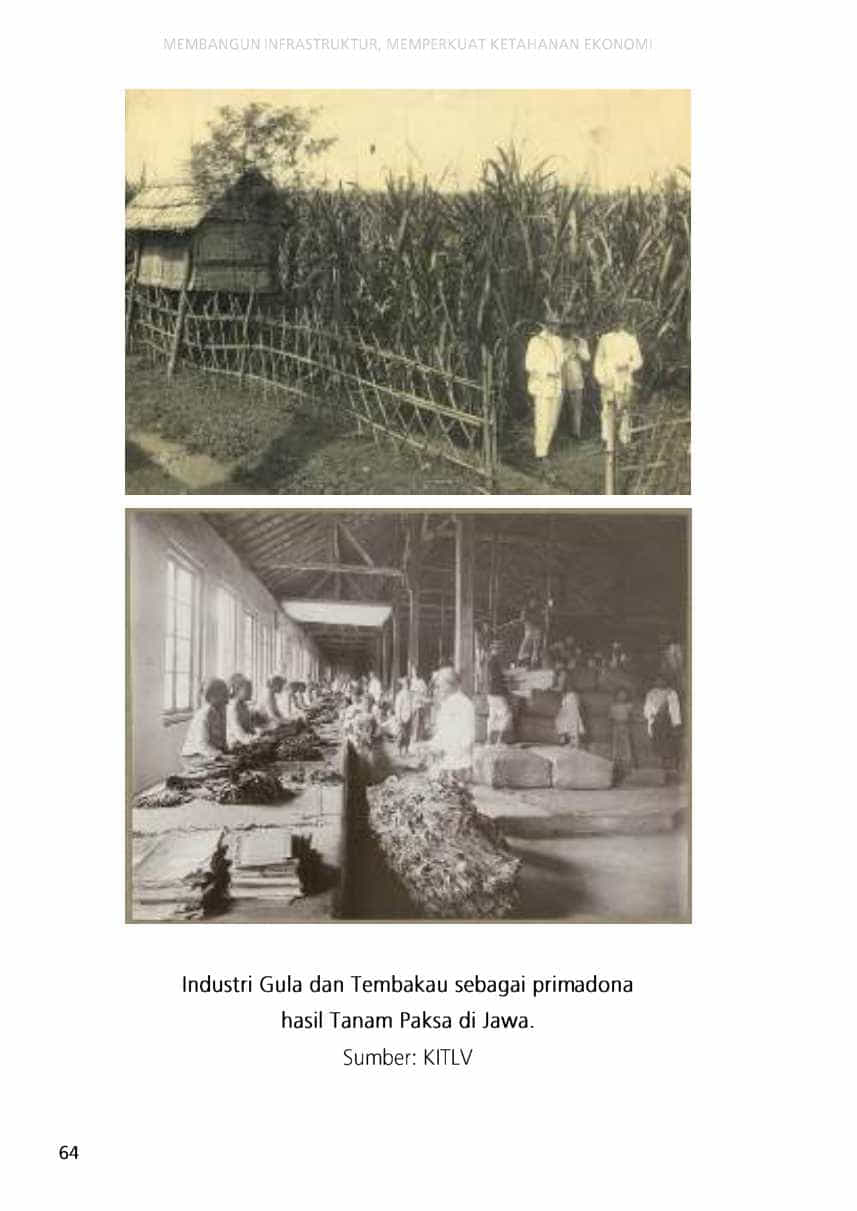 MEMBANGUN INFRASTRUKTUR, MEMPERKUAT KETAHANAN EKONOMI
Industri Gula dan Tembakau sebagai primadona
hasil Tanam Paksa di Jawa.
Sumber: KITLV
64